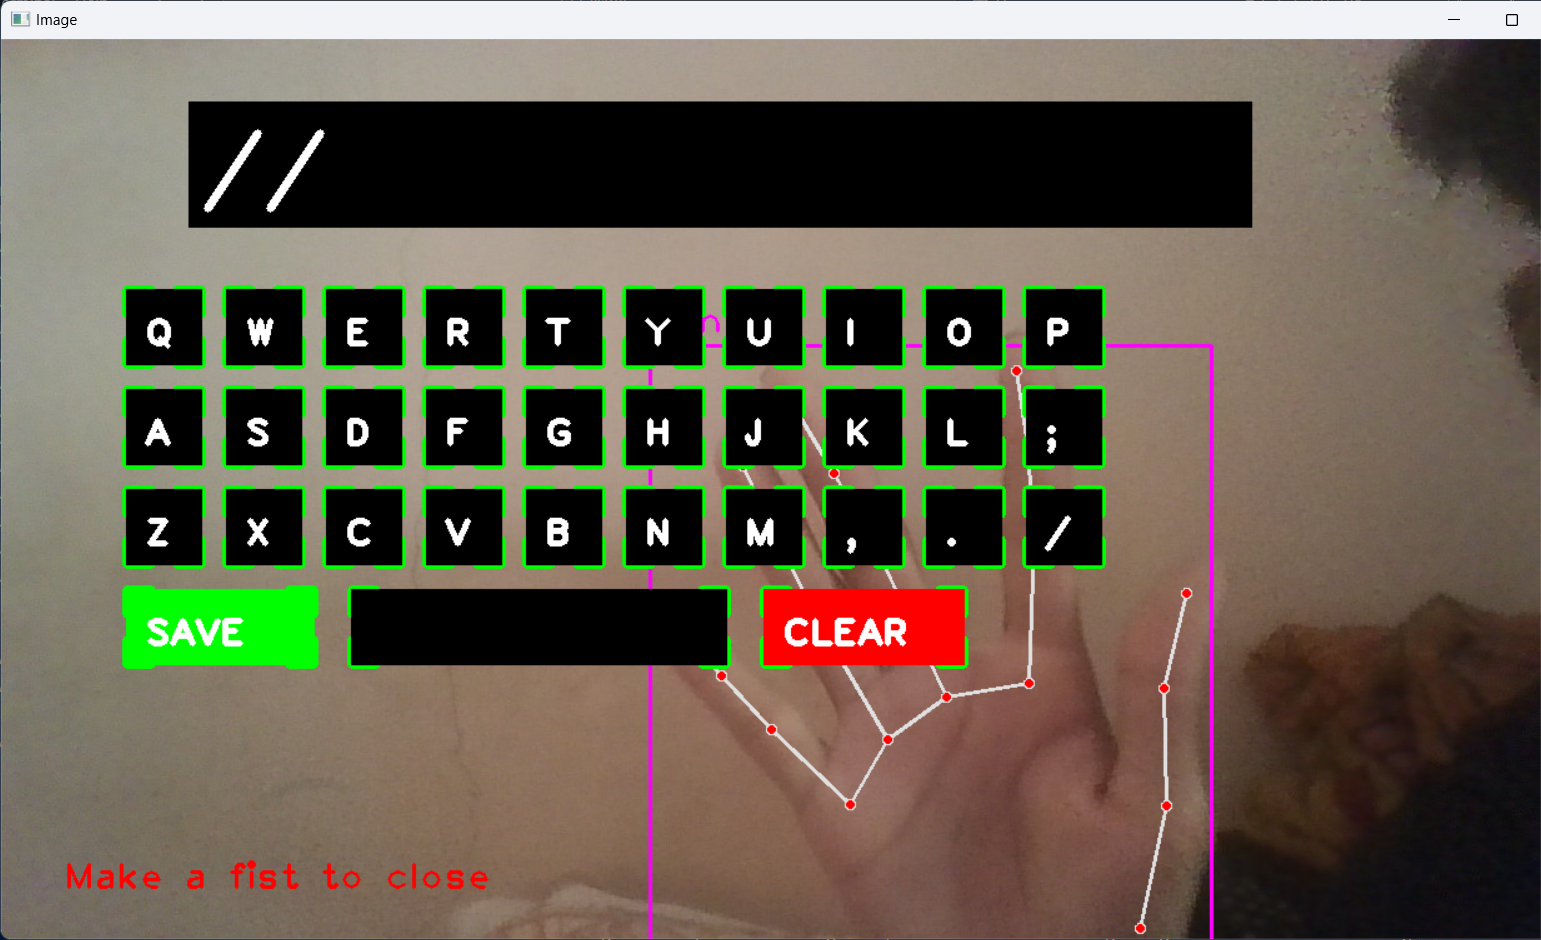 Image
//
Q W E R T Y U I O P
A S D F G H J K L ;
Z X C V B N M , . /
SAVE CLEAR
Make a fist to close